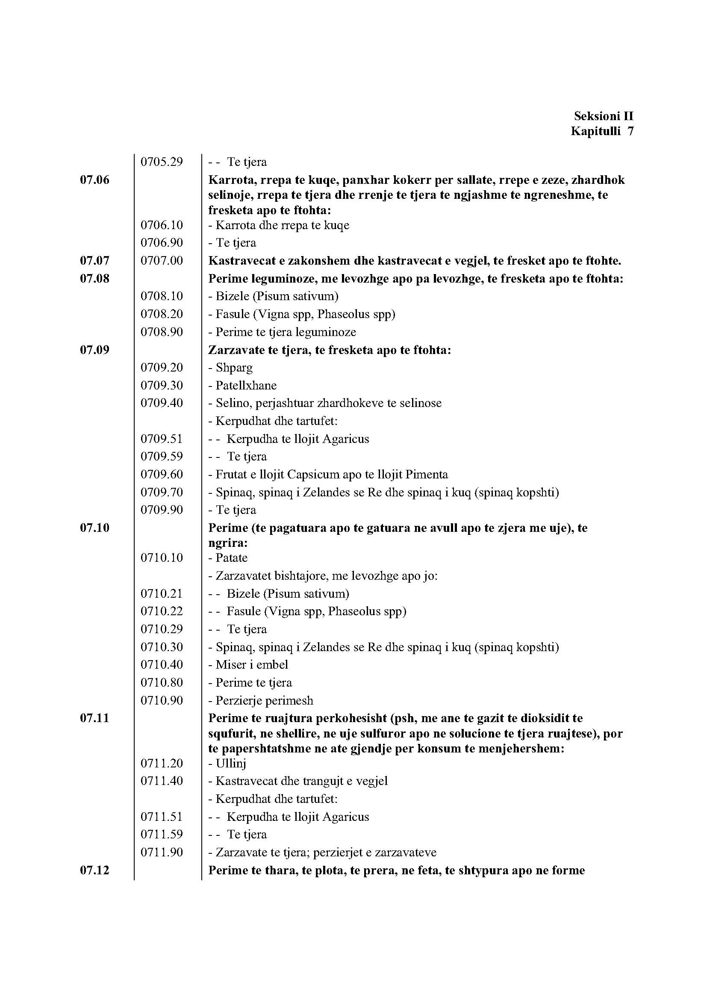 Seksioni II
Kapitulli  7
0705.29 - -  Te tjera
07.06 Karrota, rrepa te kuqe, panxhar kokerr per sallate, rrepe e zeze, zhardhok
selinoje, rrepa te tjera dhe rrenje te tjera te ngjashme te ngreneshme, te
fresketa apo te ftohta:
0706.10 - Karrota dhe rrepa te kuqe
0706.90 - Te tjera
07.07 0707.00 Kastravecat e zakonshem dhe kastravecat e vegjel, te fresket apo te ftohte.
07.08 Perime leguminoze, me levozhge apo pa levozhge, te fresketa apo te ftohta:
0708.10 - Bizele (Pisum sativum)
0708.20 - Fasule (Vigna spp, Phaseolus spp)
0708.90 - Perime te tjera leguminoze
07.09 Zarzavate te tjera, te fresketa apo te ftohta:
0709.20 - Shparg
0709.30 - Patellxhane
0709.40 - Selino, perjashtuar zhardhokeve te selinose
- Kerpudhat dhe tartufet:
0709.51 - -  Kerpudha te llojit Agaricus
0709.59 - -  Te tjera
0709.60 - Frutat e llojit Capsicum apo te llojit Pimenta
0709.70 - Spinaq, spinaq i Zelandes se Re dhe spinaq i kuq (spinaq kopshti)
0709.90 - Te tjera
07.10 Perime (te pagatuara apo te gatuara ne avull apo te zjera me uje), te
ngrira:
0710.10 - Patate
- Zarzavatet bishtajore, me levozhge apo jo:
0710.21 - -  Bizele (Pisum sativum)
0710.22 - -  Fasule (Vigna spp, Phaseolus spp)
0710.29 - -  Te tjera
0710.30 - Spinaq, spinaq i Zelandes se Re dhe spinaq i kuq (spinaq kopshti)
0710.40 - Miser i embel
0710.80 - Perime te tjera
0710.90 - Perzierje perimesh
07.11 Perime te ruajtura perkohesisht (psh, me ane te gazit te dioksidit te
squfurit, ne shellire, ne uje sulfuror apo ne solucione te tjera ruajtese), por
te papershtatshme ne ate gjendje per konsum te menjehershem:
0711.20 - Ullinj
0711.40 - Kastravecat dhe trangujt e vegjel
- Kerpudhat dhe tartufet:
0711.51 - -  Kerpudha te llojit Agaricus
0711.59 - -  Te tjera
0711.90 - Zarzavate te tjera; perzierjet e zarzavateve
07.12 Perime te thara, te plota, te prera, ne feta, te shtypura apo ne forme